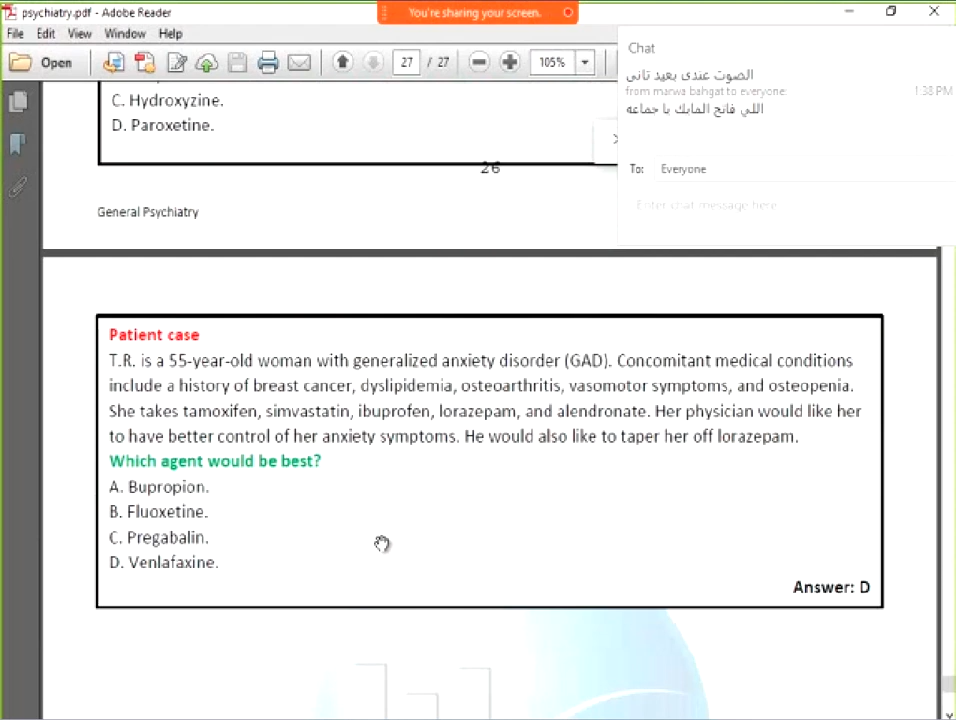 psychiatry.pdf - Adobe Reader
You're sharing your screen.
File Edit View Window Help
Open
27 / 27
105%
Chat
الصوت عندى بعيد تانى
from marwa bahgat to everyone:
1:38 PM
اللي فاتح المايك يا جماعه
To: Everyone
Enter chat message here
C. Hydroxyzine.
D. Paroxetine.
26
General Psychiatry
Patient case
T.R. is a 55-year-old woman with generalized anxiety disorder (GAD). Concomitant medical conditions
include a history of breast cancer, dyslipidemia, osteoarthritis, vasomotor symptoms, and osteopenia.
She takes tamoxifen, simvastatin, ibuprofen, lorazepam, and alendronate. Her physician would like her
to have better control of her anxiety symptoms. He would also like to taper her off lorazepam.
Which agent would be best?
A. Bupropion.
B. Fluoxetine.
C. Pregabalin.
D. Venlafaxine.
Answer: D